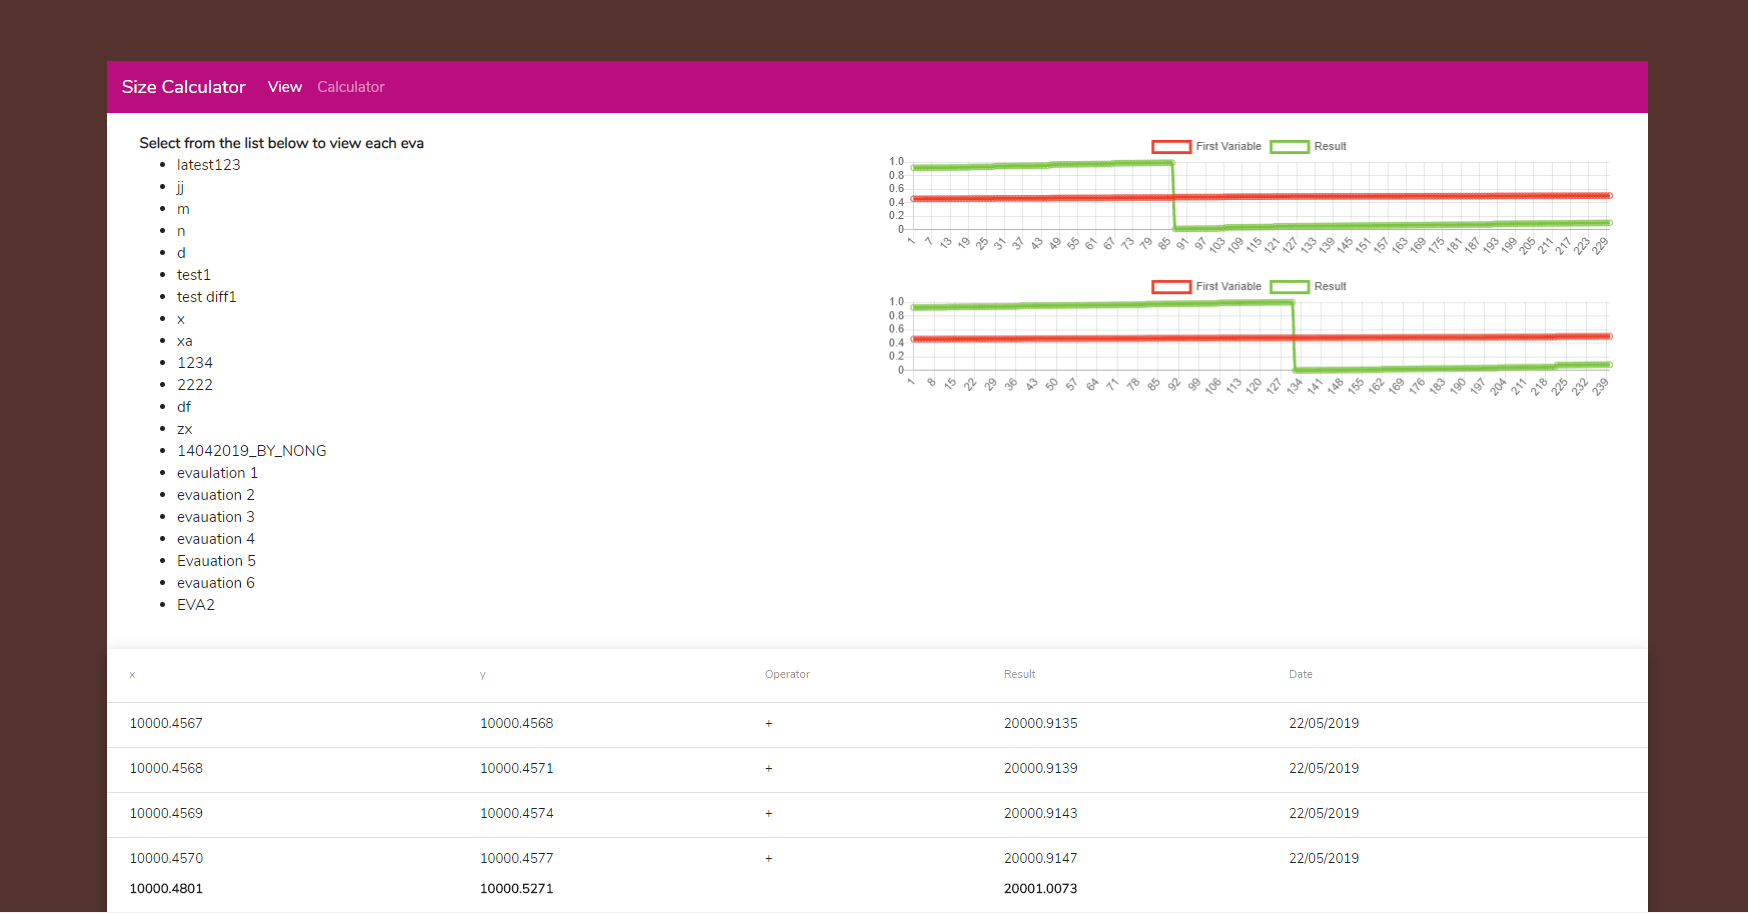 Size Calculator View Calculator
Select from the list below to view each eva
latest123
jj
m
n
d
test1
test diff1
x
xa
1234
2222
df
zx
14042019_BY_NONG
evaulation 1
evauation 2
evauation 3
evauation 4
Evauation 5
evauation 6
EVA2
First Variable Result
1.0
0.8
0.6
0.4
0.2
0
1 7 13 19 25 31 37 43 49 55 61 67 73 79 85 91 97 103 109 115 121 127 133 139 145 151 157 163 169 175 181 187 193 199 205 211 217 223 229
First Variable Result
1.0
0.8
0.6
0.4
0.2
0
1 8 15 22 29 36 43 50 57 64 71 78 85 92 99 106 113 120 127 134 141 148 155 162 169 176 183 190 197 204 211 218 225 232 239
x y Operator Result Date
10000.4567 10000.4568 + 20000.9135 22/05/2019
10000.4568 10000.4571 + 20000.9139 22/05/2019
10000.4569 10000.4574 + 20000.9143 22/05/2019
10000.4570 10000.4577 + 20000.9147 22/05/2019
10000.4801 10000.5271 20001.0073